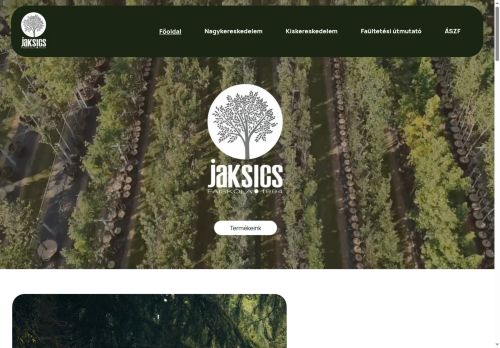 jaksics
Főoldal
Nagykereskedelem
Kiskereskedelem
Faültetési útmutató
ÁSZF
jaksics
FAISKOLA 1994
Termékeink